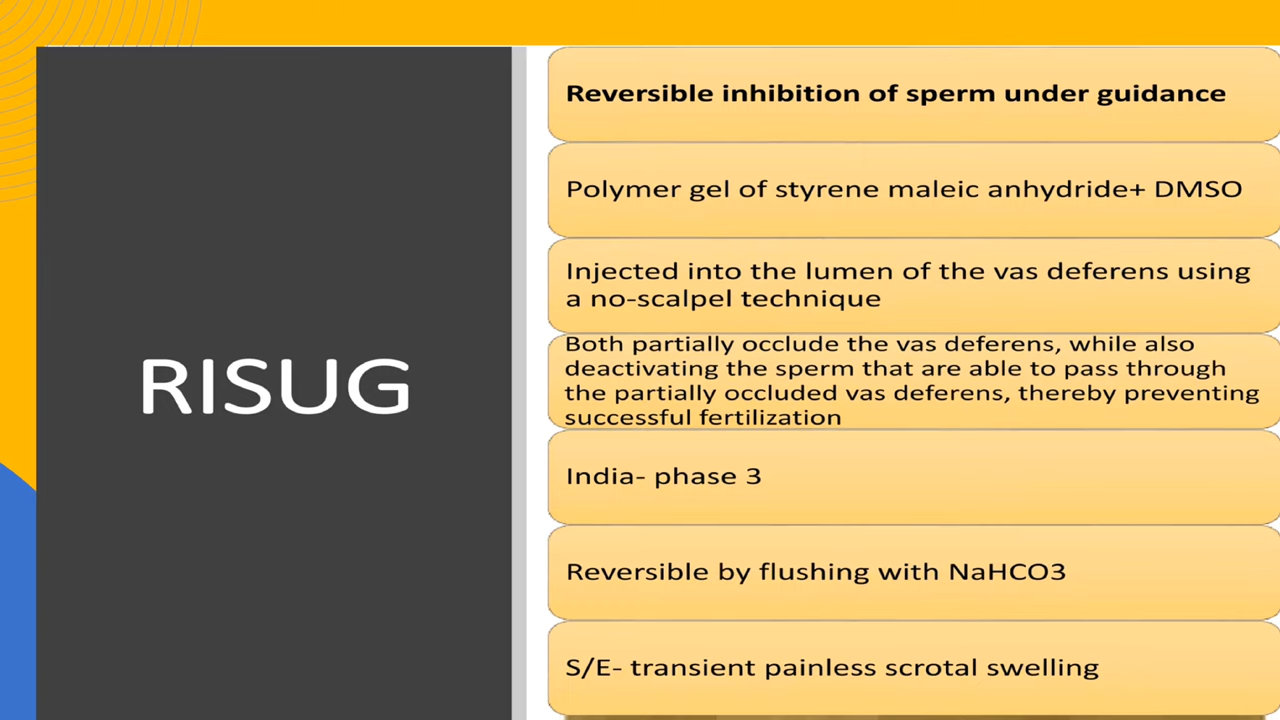 RISUG
Reversible inhibition of sperm under guidance
Polymer gel of styrene maleic anhydride+ DMSO
Injected into the lumen of the vas deferens using
a no-scalpel technique
Both partially occlude the vas deferens, while also
deactivating the sperm that are able to pass through
the partially occluded vas deferens, thereby preventing
successful fertilization
India- phase 3
Reversible by flushing with NaHCO3
S/E- transient painless scrotal swelling